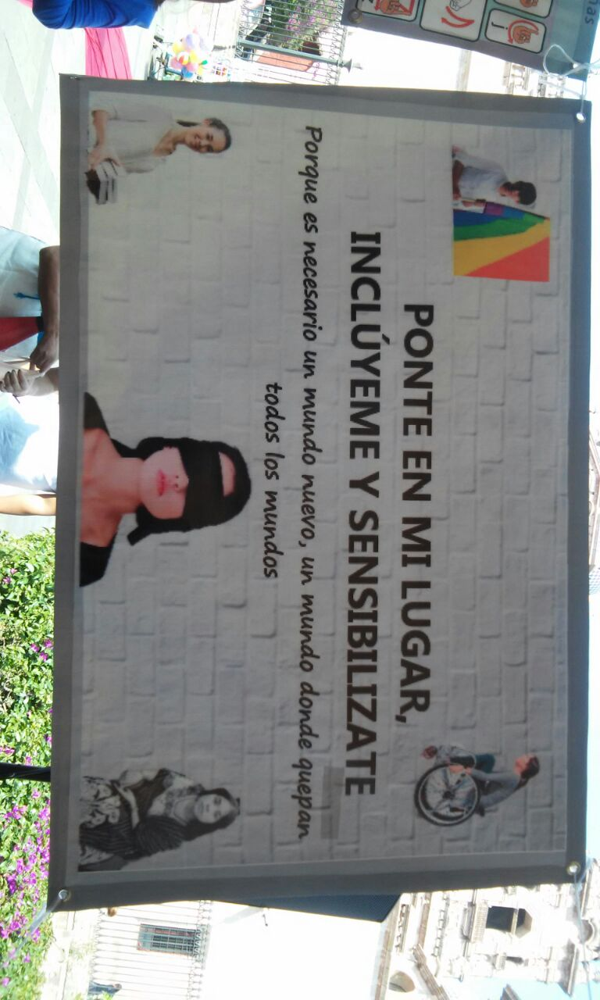 PONTE EN MI LUGAR,
INCLÚYEME Y SENSIBILIZATE
Porque es necesario un mundo nuevo, un mundo donde quepan
todos los mundos